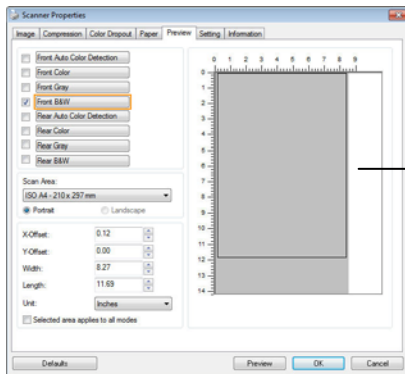 Scanner Properties
Image Compression Color Dropout Paper Preview Setting Information
Front Auto Color Detection
Front Color
Front Gray
Front B&W
Rear Auto Color Detection
Rear Color
Rear Gray
Rear B&W
Scan Area:
ISO A4 - 210 x 297 mm
Portrait Landscape
X-Offset: 0.12
Y-Offset: 0.00
Width: 8.27
Length: 11.69
Unit: Inches
Selected area applies to all modes
0 1 2 3 4 5 6 7 8 9
0
1
2
3
4
5
6
7
8
9
10
11
12
13
14
Defaults Preview OK Cancel